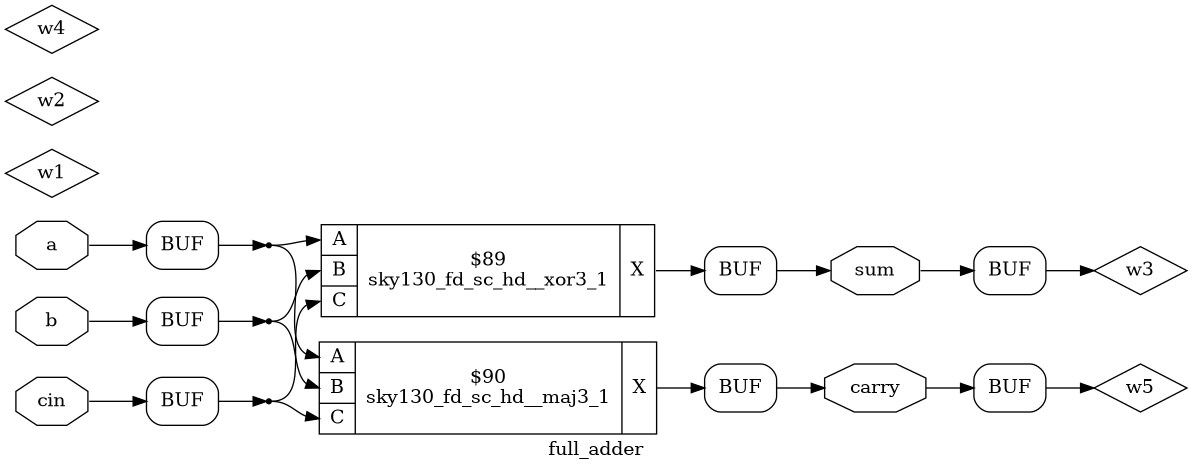 w4
w2
w1
a
BUF
A
B
C
$89
sky130_fd_sc_hd__xor3_1
X
BUF
sum
BUF
w3
b
BUF
cin
BUF
A
B
C
$90
sky130_fd_sc_hd__maj3_1
X
BUF
carry
BUF
w5
full_adder